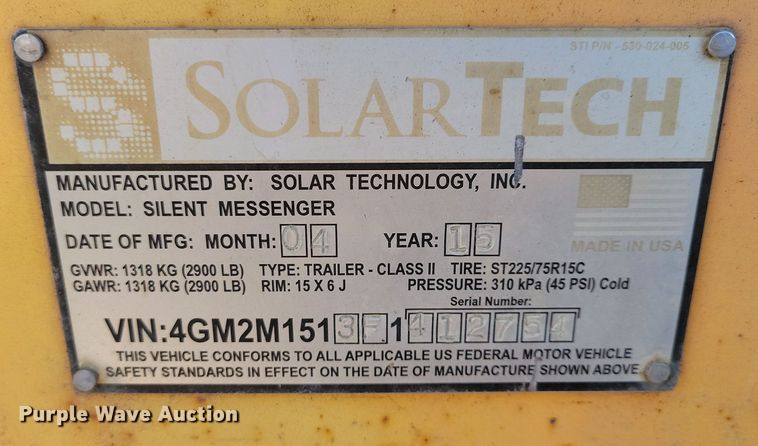 STI P/N - 530-024-005
S SOLARTECH
MANUFACTURED BY: SOLAR TECHNOLOGY, INC.
MODEL: SILENT MESSENGER
DATE OF MFG: MONTH: 04 YEAR: 15
MADE IN USA
GVWR: 1318 KG (2900 LB) TYPE: TRAILER - CLASS II TIRE: ST225/75R15C
GAWR: 1318 KG (2900 LB) RIM: 15 X 6 J PRESSURE: 310 kPa (45 PSI) Cold
Serial Number:
VIN:4GM2M1513F1412754
THIS VEHICLE CONFORMS TO ALL APPLICABLE US FEDERAL MOTOR VEHICLE
SAFETY STANDARDS IN EFFECT ON THE DATE OF MANUFACTURE SHOWN ABOVE.
Purple Wave Auction